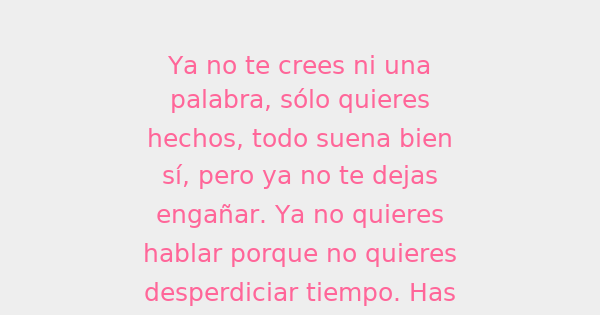 Ya no te crees ni una
palabra, sólo quieres
hechos, todo suena bien
sí, pero ya no te dejas
engañar. Ya no quieres
hablar porque no quieres
desperdiciar tiempo. Has